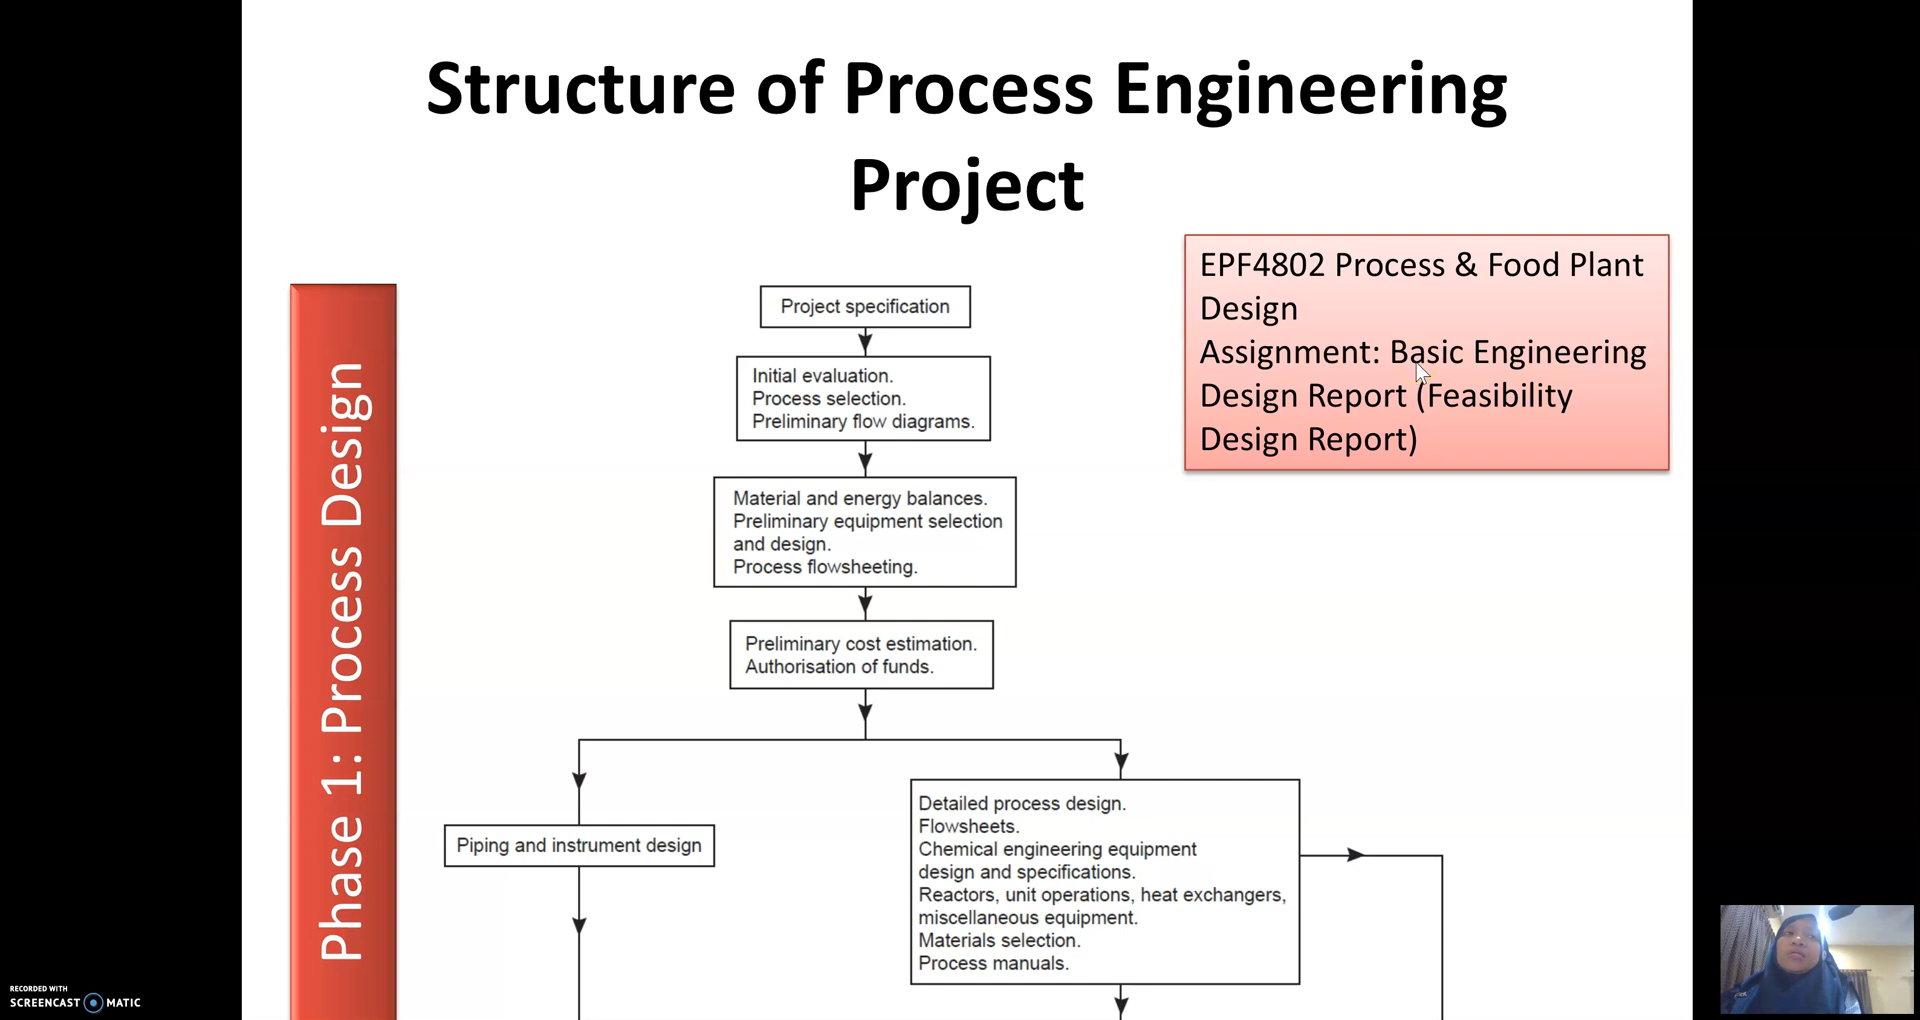 Structure of Process Engineering
Project
EPF4802 Process & Food Plant
Design
Assignment: Basic Engineering
Design Report (Feasibility
Design Report)
Phase 1: Process Design
Project specification
Initial evaluation.
Process selection.
Preliminary flow diagrams.
Material and energy balances.
Preliminary equipment selection
and design.
Process flowsheeting.
Preliminary cost estimation.
Authorisation of funds.
Piping and instrument design
Detailed process design.
Flowsheets.
Chemical engineering equipment
design and specifications.
Reactors, unit operations, heat exchangers,
miscellaneous equipment.
Materials selection.
Process manuals.
RECORDED WITH
SCREENCAST MATIC